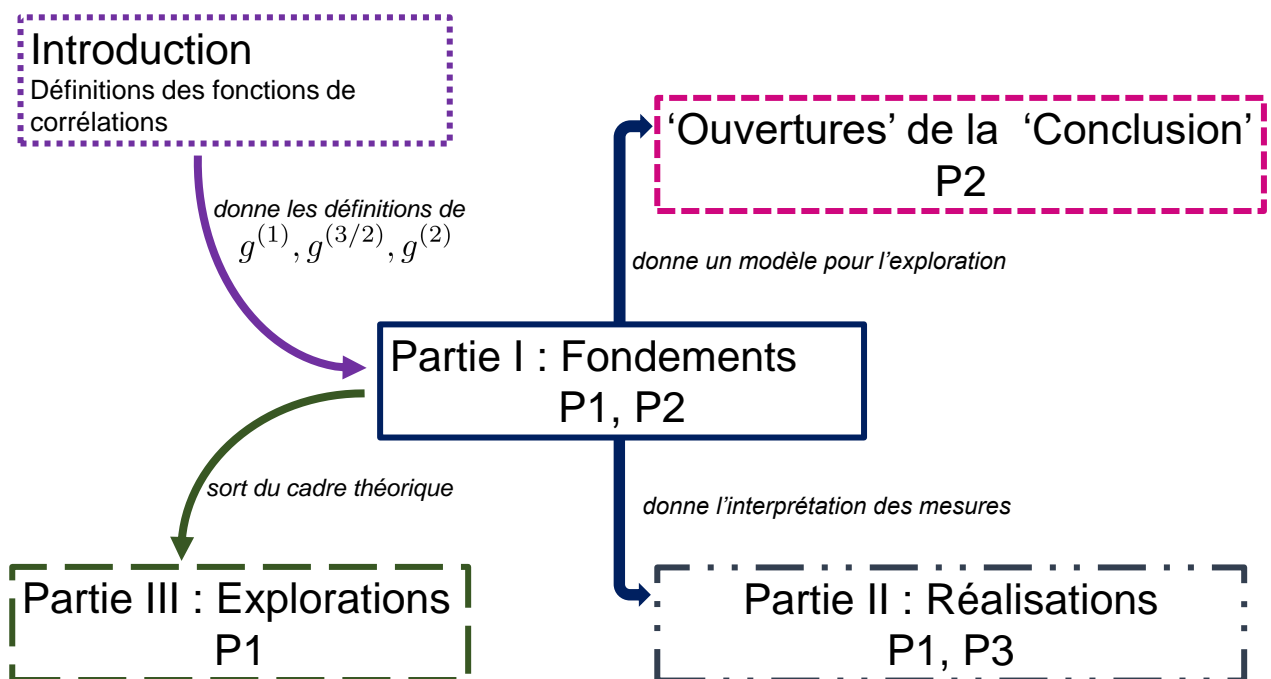 Introduction
Définitions des fonctions de
corrélations
donne les définitions de
g^{(1)}, g^{(3/2)}, g^{(2)}
‘Ouvertures’ de la ‘Conclusion’
P2
donne un modèle pour l’exploration
Partie I : Fondements
P1, P2
sort du cadre théorique
donne l’interprétation des mesures
Partie III : Explorations
P1
Partie II : Réalisations
P1, P3